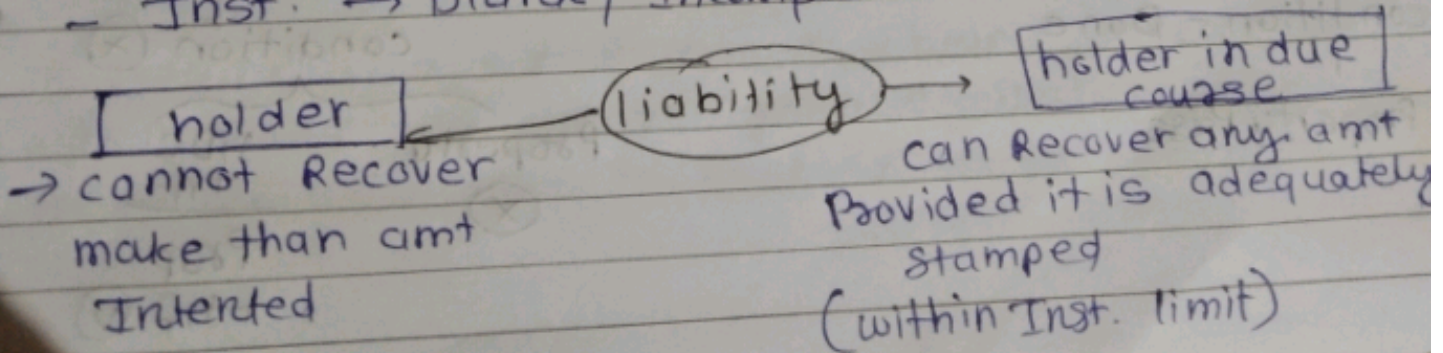 - Inst. →
holder
liability →
holder in due
course
→ cannot Recover
make than amt
Intented
can Recover any amt
Provided it is adequately
stamped
(within Inst. limit)